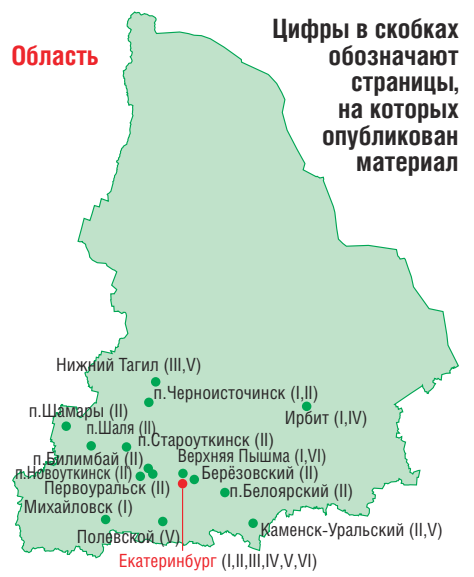 Область
Цифры в скобках
обозначают
страницы,
на которых
опубликован
материал
Нижний Тагил (III,V)
п.Черноисточинск (I,II)
Ирбит (I,IV)
п.Шамары (II)
п.Шаля (II)
п.Староуткинск (II)
п.Билимбай (II)
Верхняя Пышма (I,VI)
п.Новоуткинск (II)
Берёзовский (II)
Первоуральск (II)
п.Белоярский (II)
Михайловск (I)
Полевской (V)
Каменск-Уральский (II,V)
Екатеринбург (I,II,III,IV,V,VI)